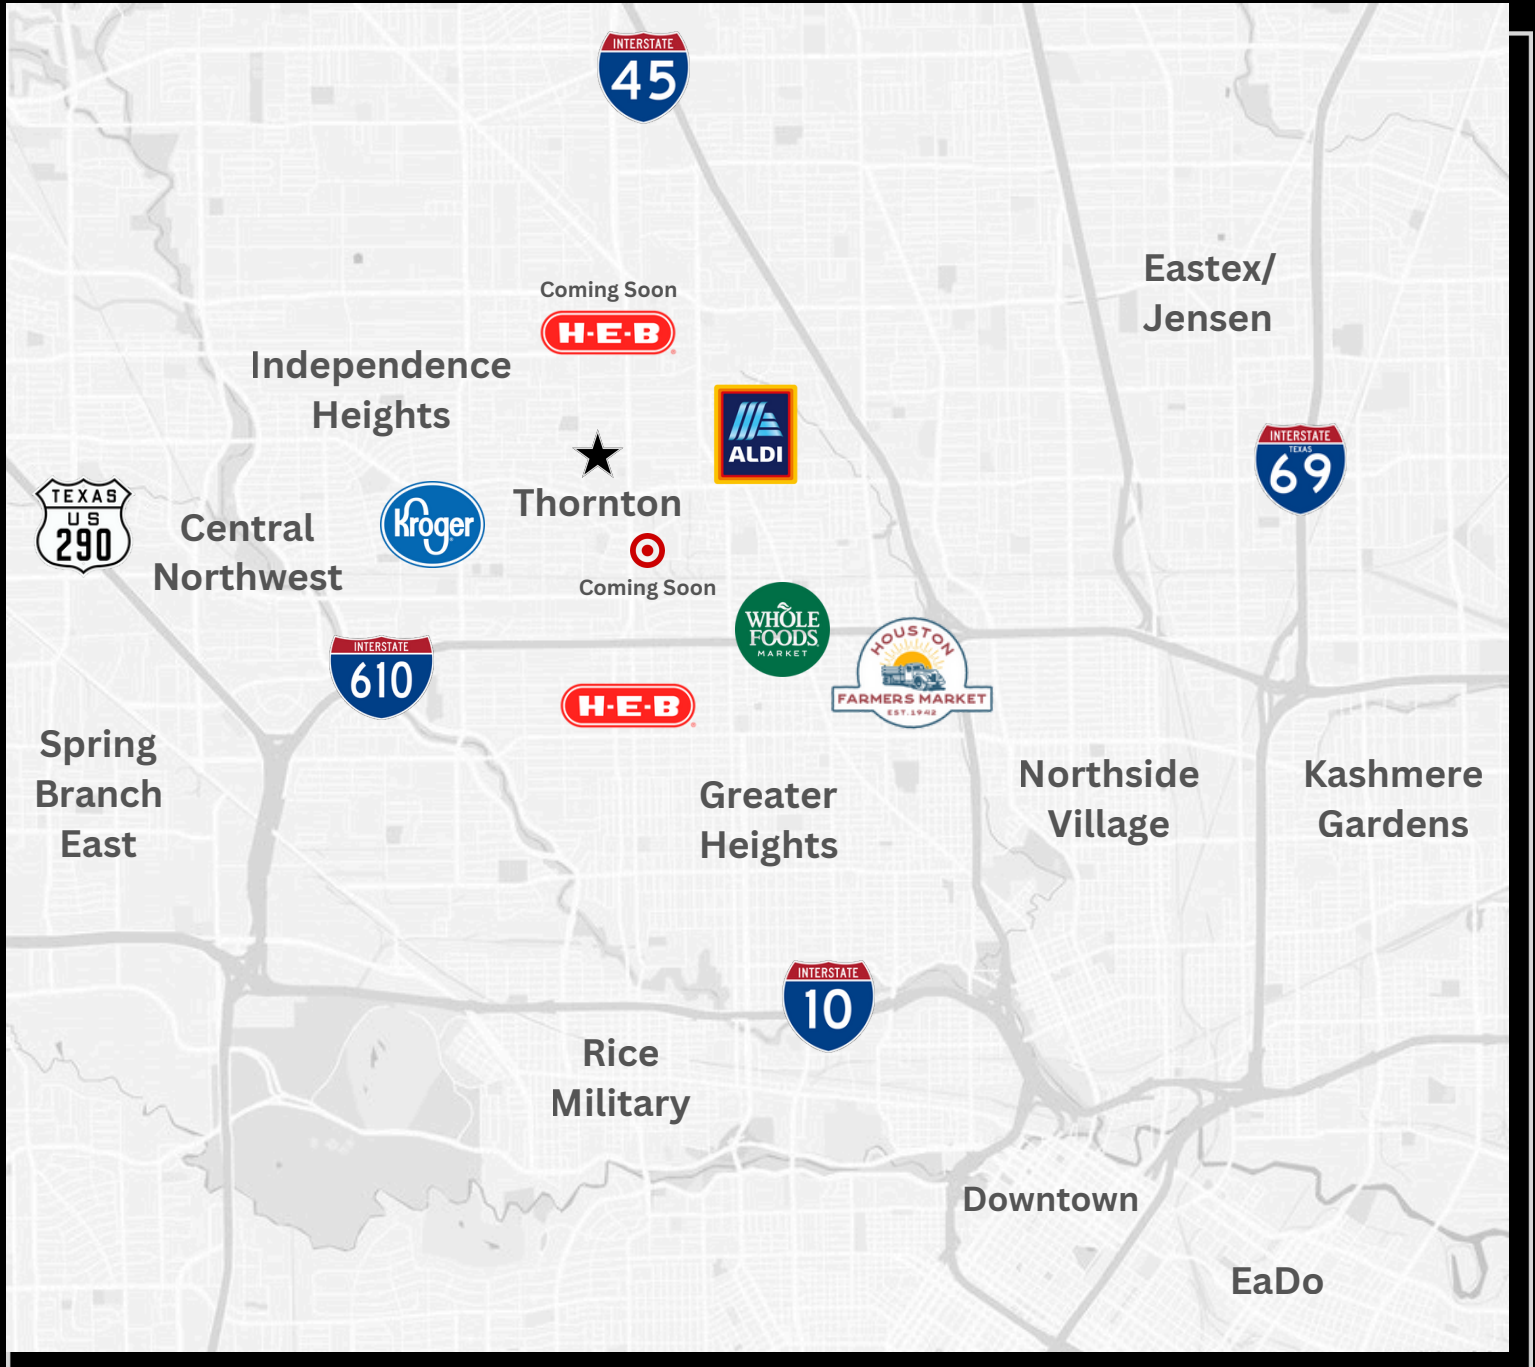 INTERSTATE
45
Eastex/
Jensen
Coming Soon
H-E-B
Independence
Heights
ALDI
INTERSTATE
TEXAS
69
TEXAS
US
290
Central
Northwest
Kroger
Thornton
Coming Soon
WHOLE
FOODS
MARKET
HOUSTON
FARMERS MARKET
EST. 1942
INTERSTATE
610
H-E-B
Spring
Branch
East
Greater
Heights
Northside
Village
Kashmere
Gardens
INTERSTATE
10
Rice
Military
Downtown
EaDo